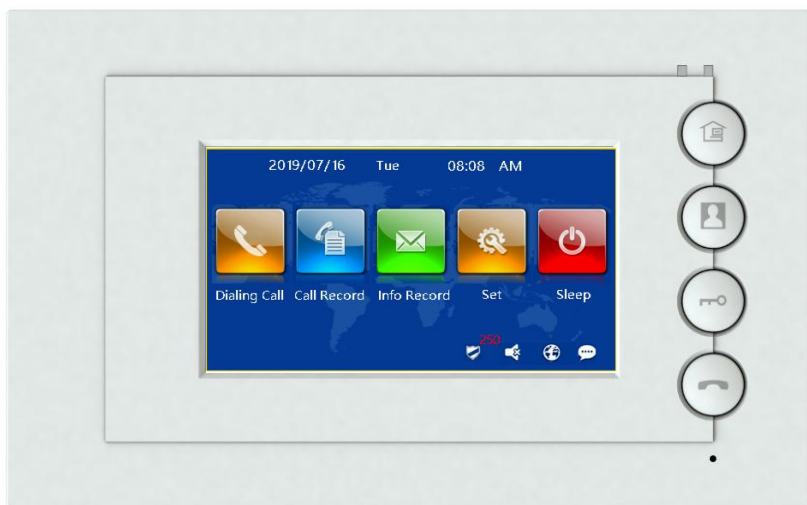 2019/07/16 Tue 08:08 AM
Dialing Call Call Record Info Record Set Sleep
250